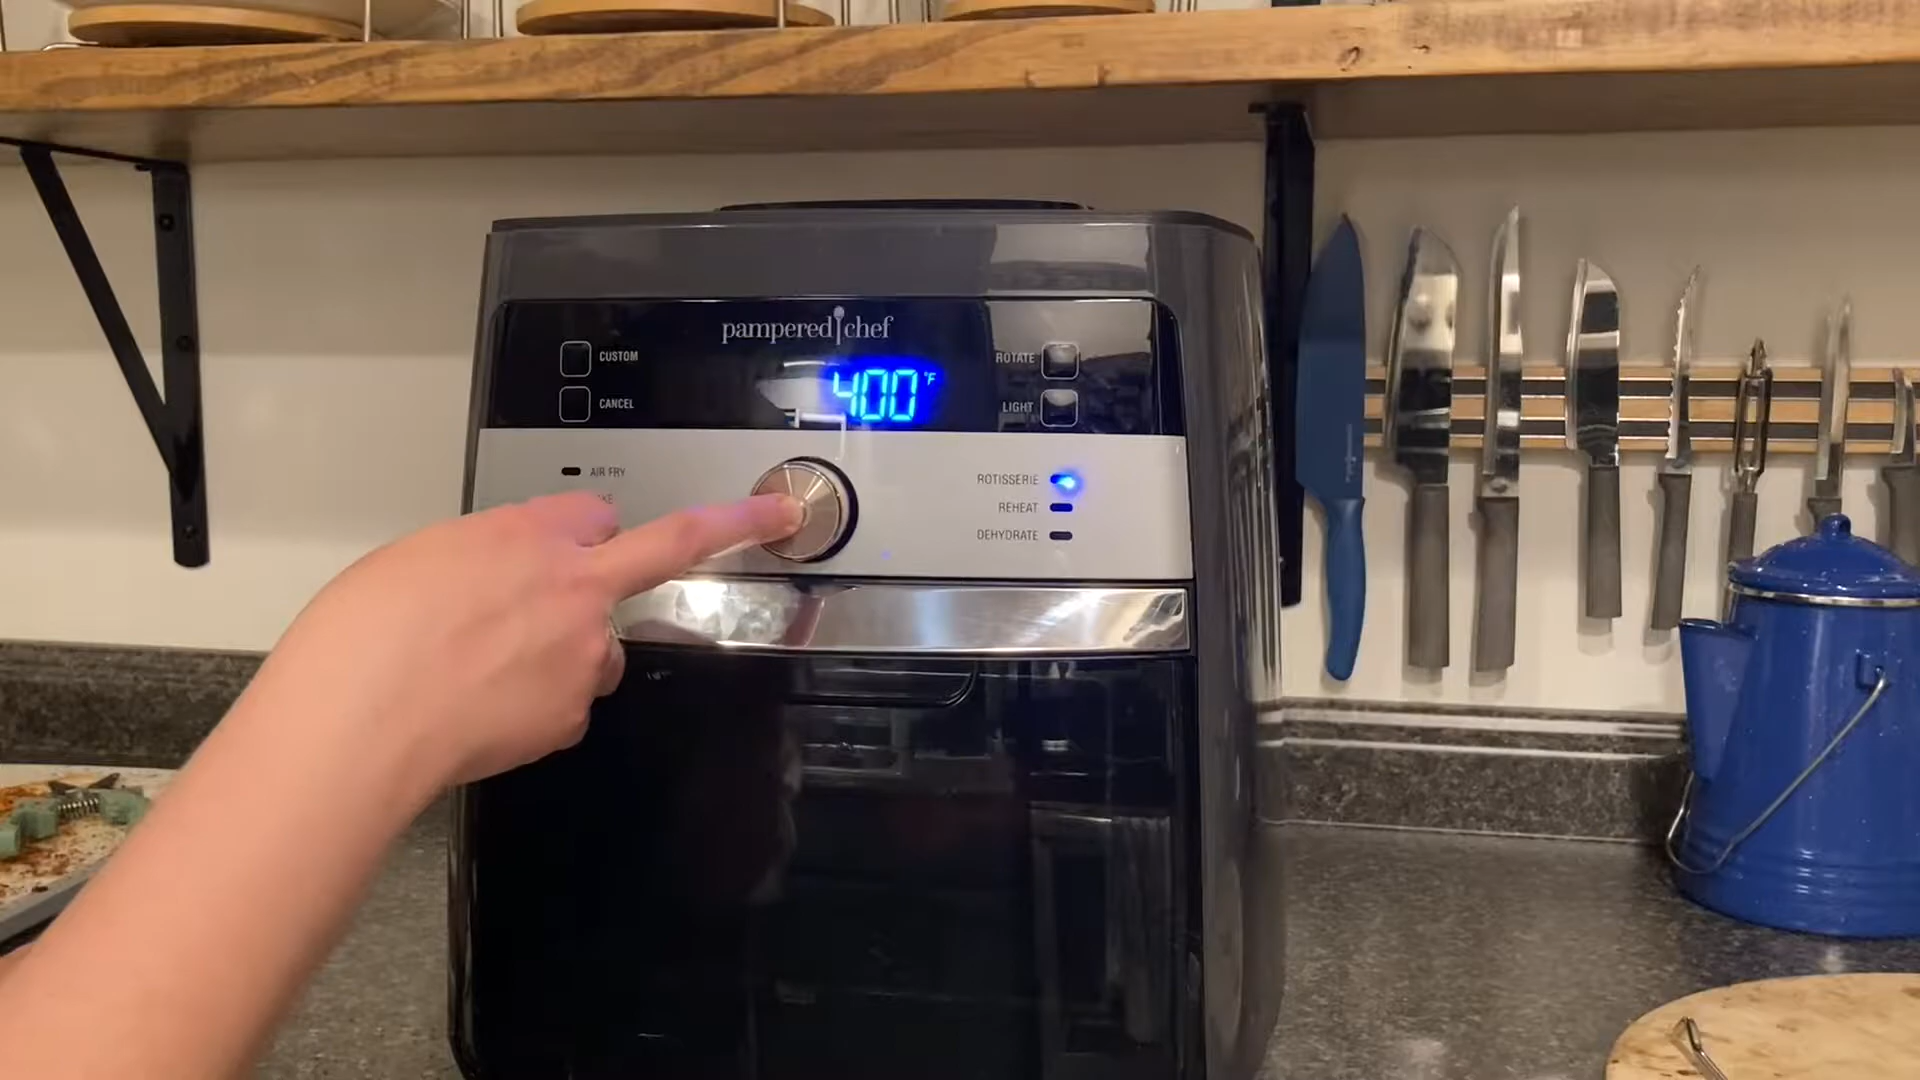 pampered chef
CUSTOM
ROTATE
400 °F
CANCEL
LIGHT
AIR FRY
ROTISSERIE
REHEAT
DEHYDRATE